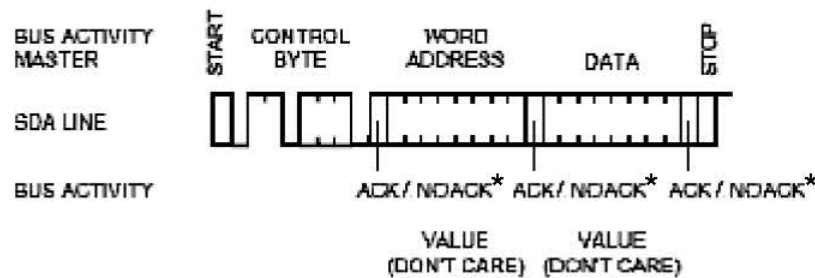 BUS ACTIVITY MASTER
START
CONTROL BYTE
WORD ADDRESS
DATA
STOP
SDA LINE
BUS ACTIVITY
ACK/ NOACK* ACK/ NOACK* ACK/ NOACK*
VALUE (DON'T CARE)
VALUE (DON'T CARE)